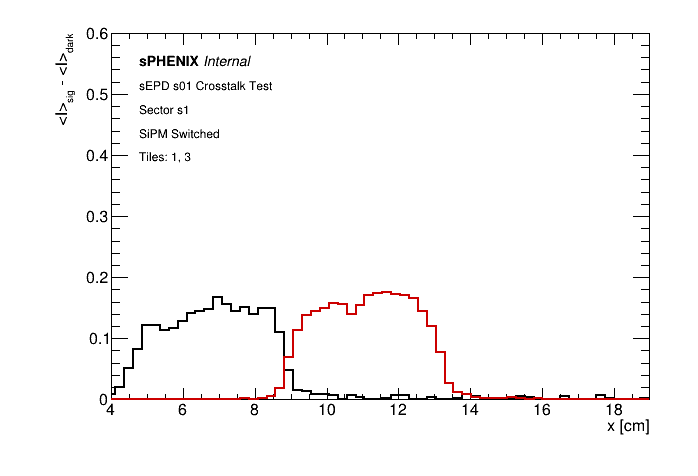 0.6
0.5
0.4
0.3
0.2
0.1
0
<I>sig - <I>dark
sPHENIX Internal
sEPD s01 Crosstalk Test
Sector s1
SiPM Switched
Tiles: 1, 3
4 6 8 10 12 14 16 18
x [cm]